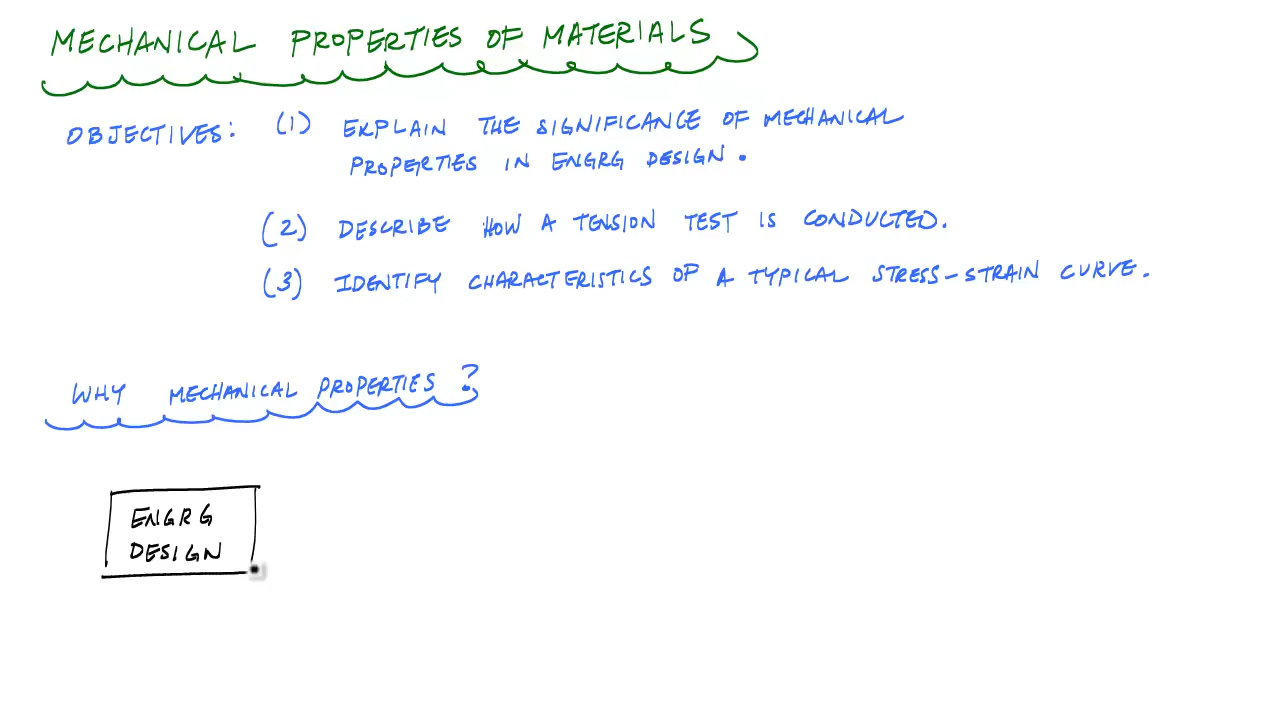 MECHANICAL PROPERTIES OF MATERIALS
OBJECTIVES: (1) EXPLAIN THE SIGNIFICANCE OF MECHANICAL
PROPERTIES IN ENGRG DESIGN.
(2) DESCRIBE HOW A TENSION TEST IS CONDUCTED.
(3) IDENTIFY CHARACTERISTICS OF A TYPICAL STRESS-STRAIN CURVE.
WHY MECHANICAL PROPERTIES?
ENGRG
DESIGN